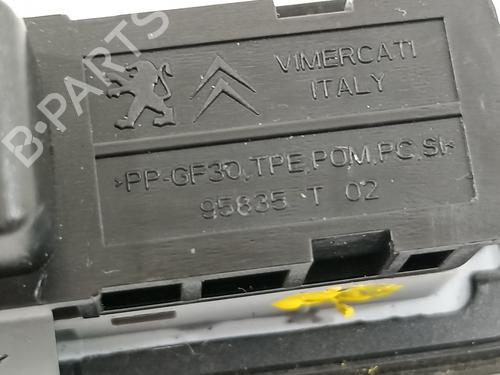 VIMERCATI
ITALY
>PP-GF30,TPE,POM,PC,SI<
95835 T 02
B-PARTS